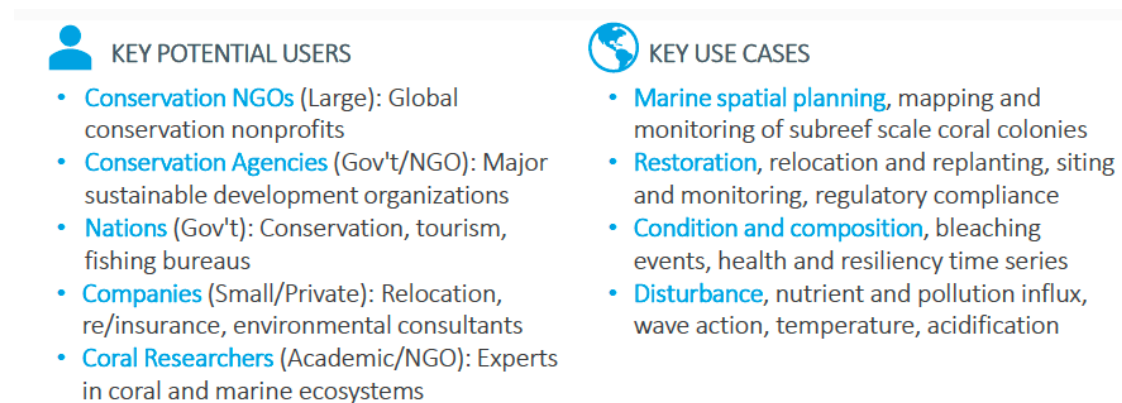 KEY POTENTIAL USERS
• Conservation NGOs (Large): Global
conservation nonprofits
• Conservation Agencies (Gov't/NGO): Major
sustainable development organizations
• Nations (Gov't): Conservation, tourism,
fishing bureaus
• Companies (Small/Private): Relocation,
re/insurance, environmental consultants
• Coral Researchers (Academic/NGO): Experts
in coral and marine ecosystems
KEY USE CASES
• Marine spatial planning, mapping and
monitoring of subreef scale coral colonies
• Restoration, relocation and replanting, siting
and monitoring, regulatory compliance
• Condition and composition, bleaching
events, health and resiliency time series
• Disturbance, nutrient and pollution influx,
wave action, temperature, acidification